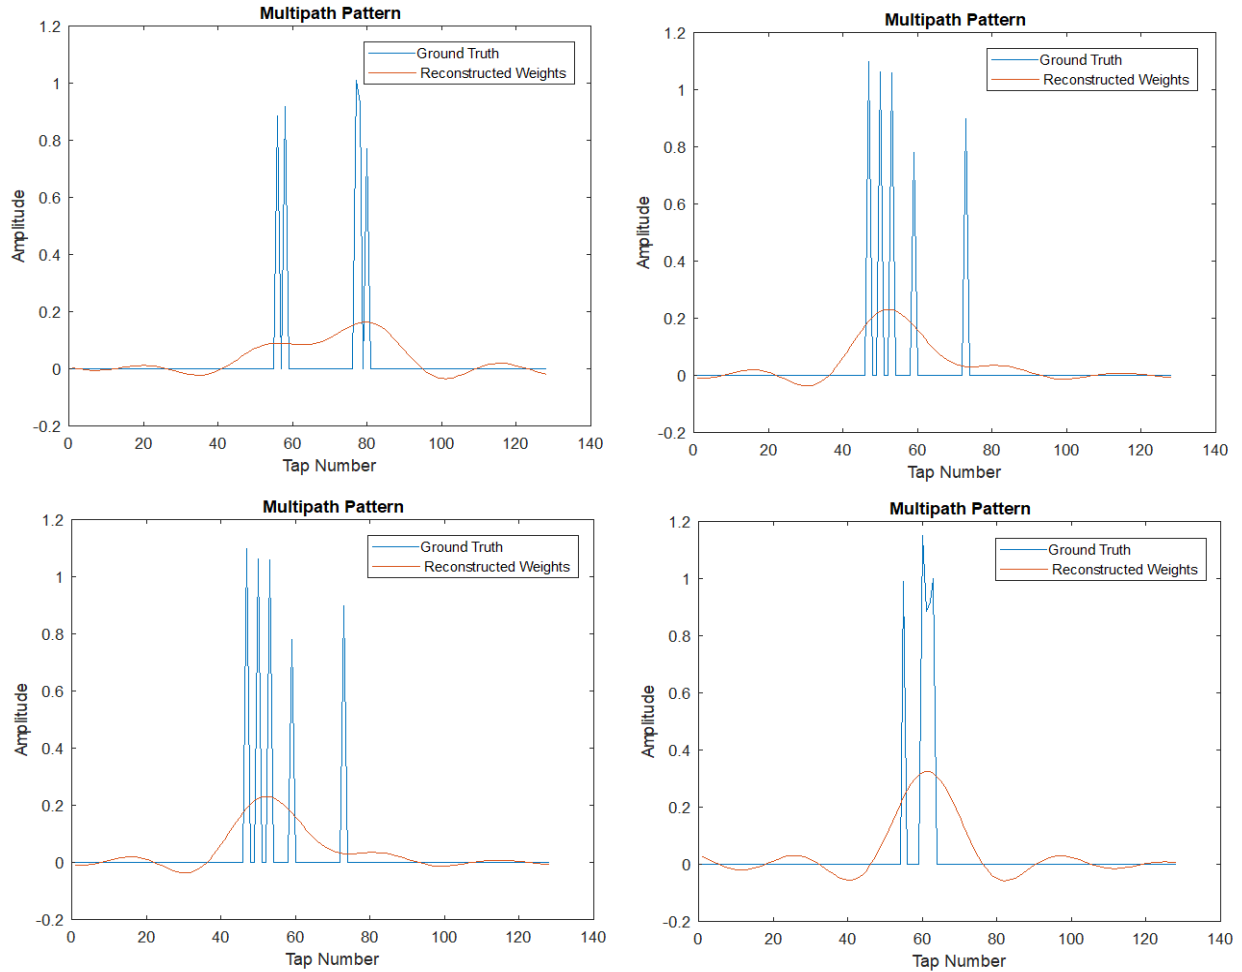 Multipath Pattern
1.2
1
0.8
0.6
0.4
0.2
0
-0.2
Amplitude
Ground Truth
Reconstructed Weights
0 20 40 60 80 100 120 140
Tap Number
Multipath Pattern
1.2
1
0.8
0.6
0.4
0.2
0
-0.2
Amplitude
Ground Truth
Reconstructed Weights
0 20 40 60 80 100 120 140
Tap Number
Multipath Pattern
1.2
1
0.8
0.6
0.4
0.2
0
-0.2
Amplitude
Ground Truth
Reconstructed Weights
0 20 40 60 80 100 120 140
Tap Number
Multipath Pattern
1.2
1
0.8
0.6
0.4
0.2
0
-0.2
Amplitude
Ground Truth
Reconstructed Weights
0 20 40 60 80 100 120 140
Tap Number